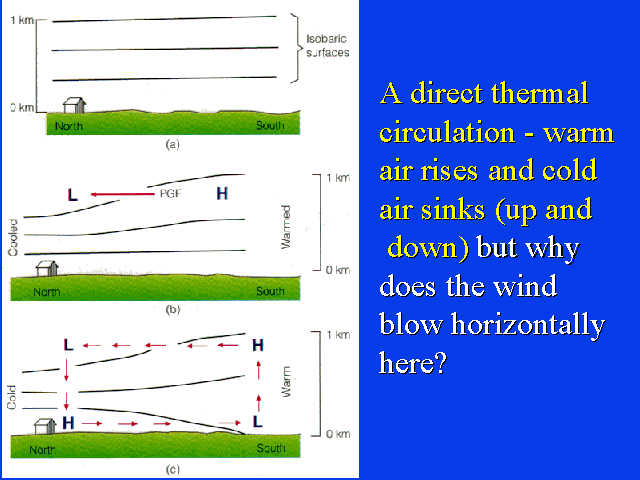 1 km
Isobaric
surfaces
0 km
North
South
(a)
L
PGF
H
1 km
Cooled
Warmed
0 km
North
South
(b)
L
H
1 km
Cold
Warm
H
L
0 km
North
South
(c)
A direct thermal
circulation - warm
air rises and cold
air sinks (up and
down) but why
does the wind
blow horizontally
here?